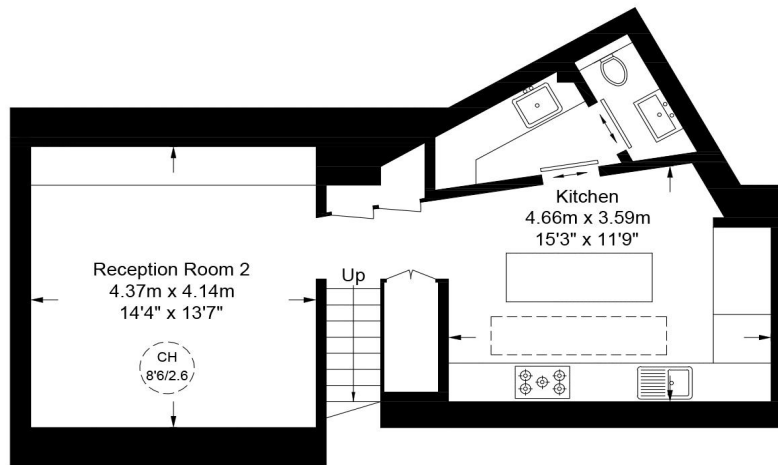 Reception Room 2
4.37m x 4.14m
14'4" x 13'7"
CH
8'6/2.6
Up
Kitchen
4.66m x 3.59m
15'3" x 11'9"